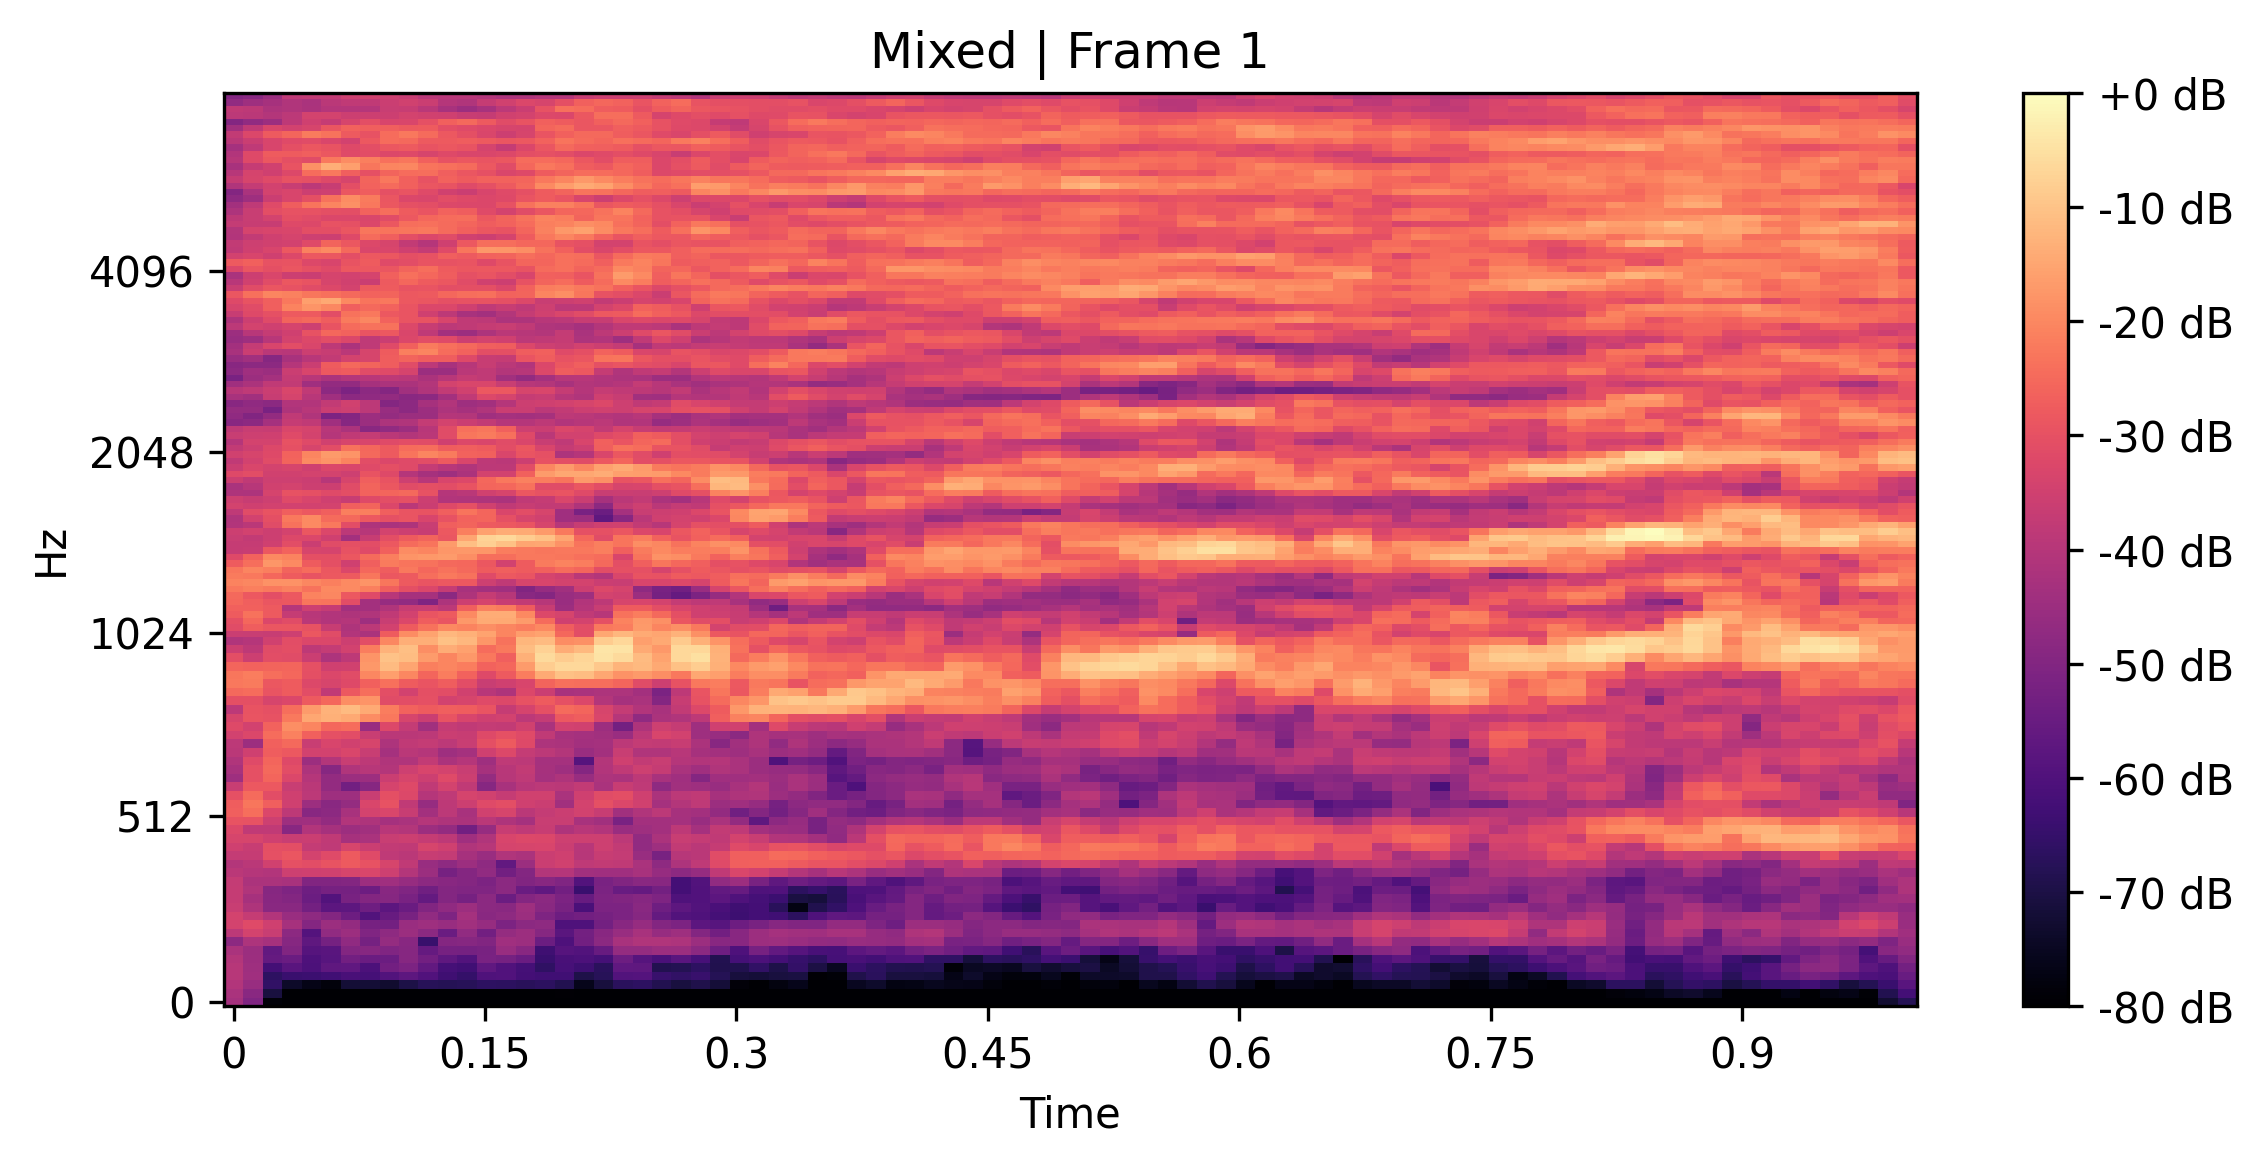 Mixed | Frame 1
+0 dB
-10 dB
-20 dB
-30 dB
-40 dB
-50 dB
-60 dB
-70 dB
-80 dB
Hz
4096
2048
1024
512
0
0 0.15 0.3 0.45 0.6 0.75 0.9
Time